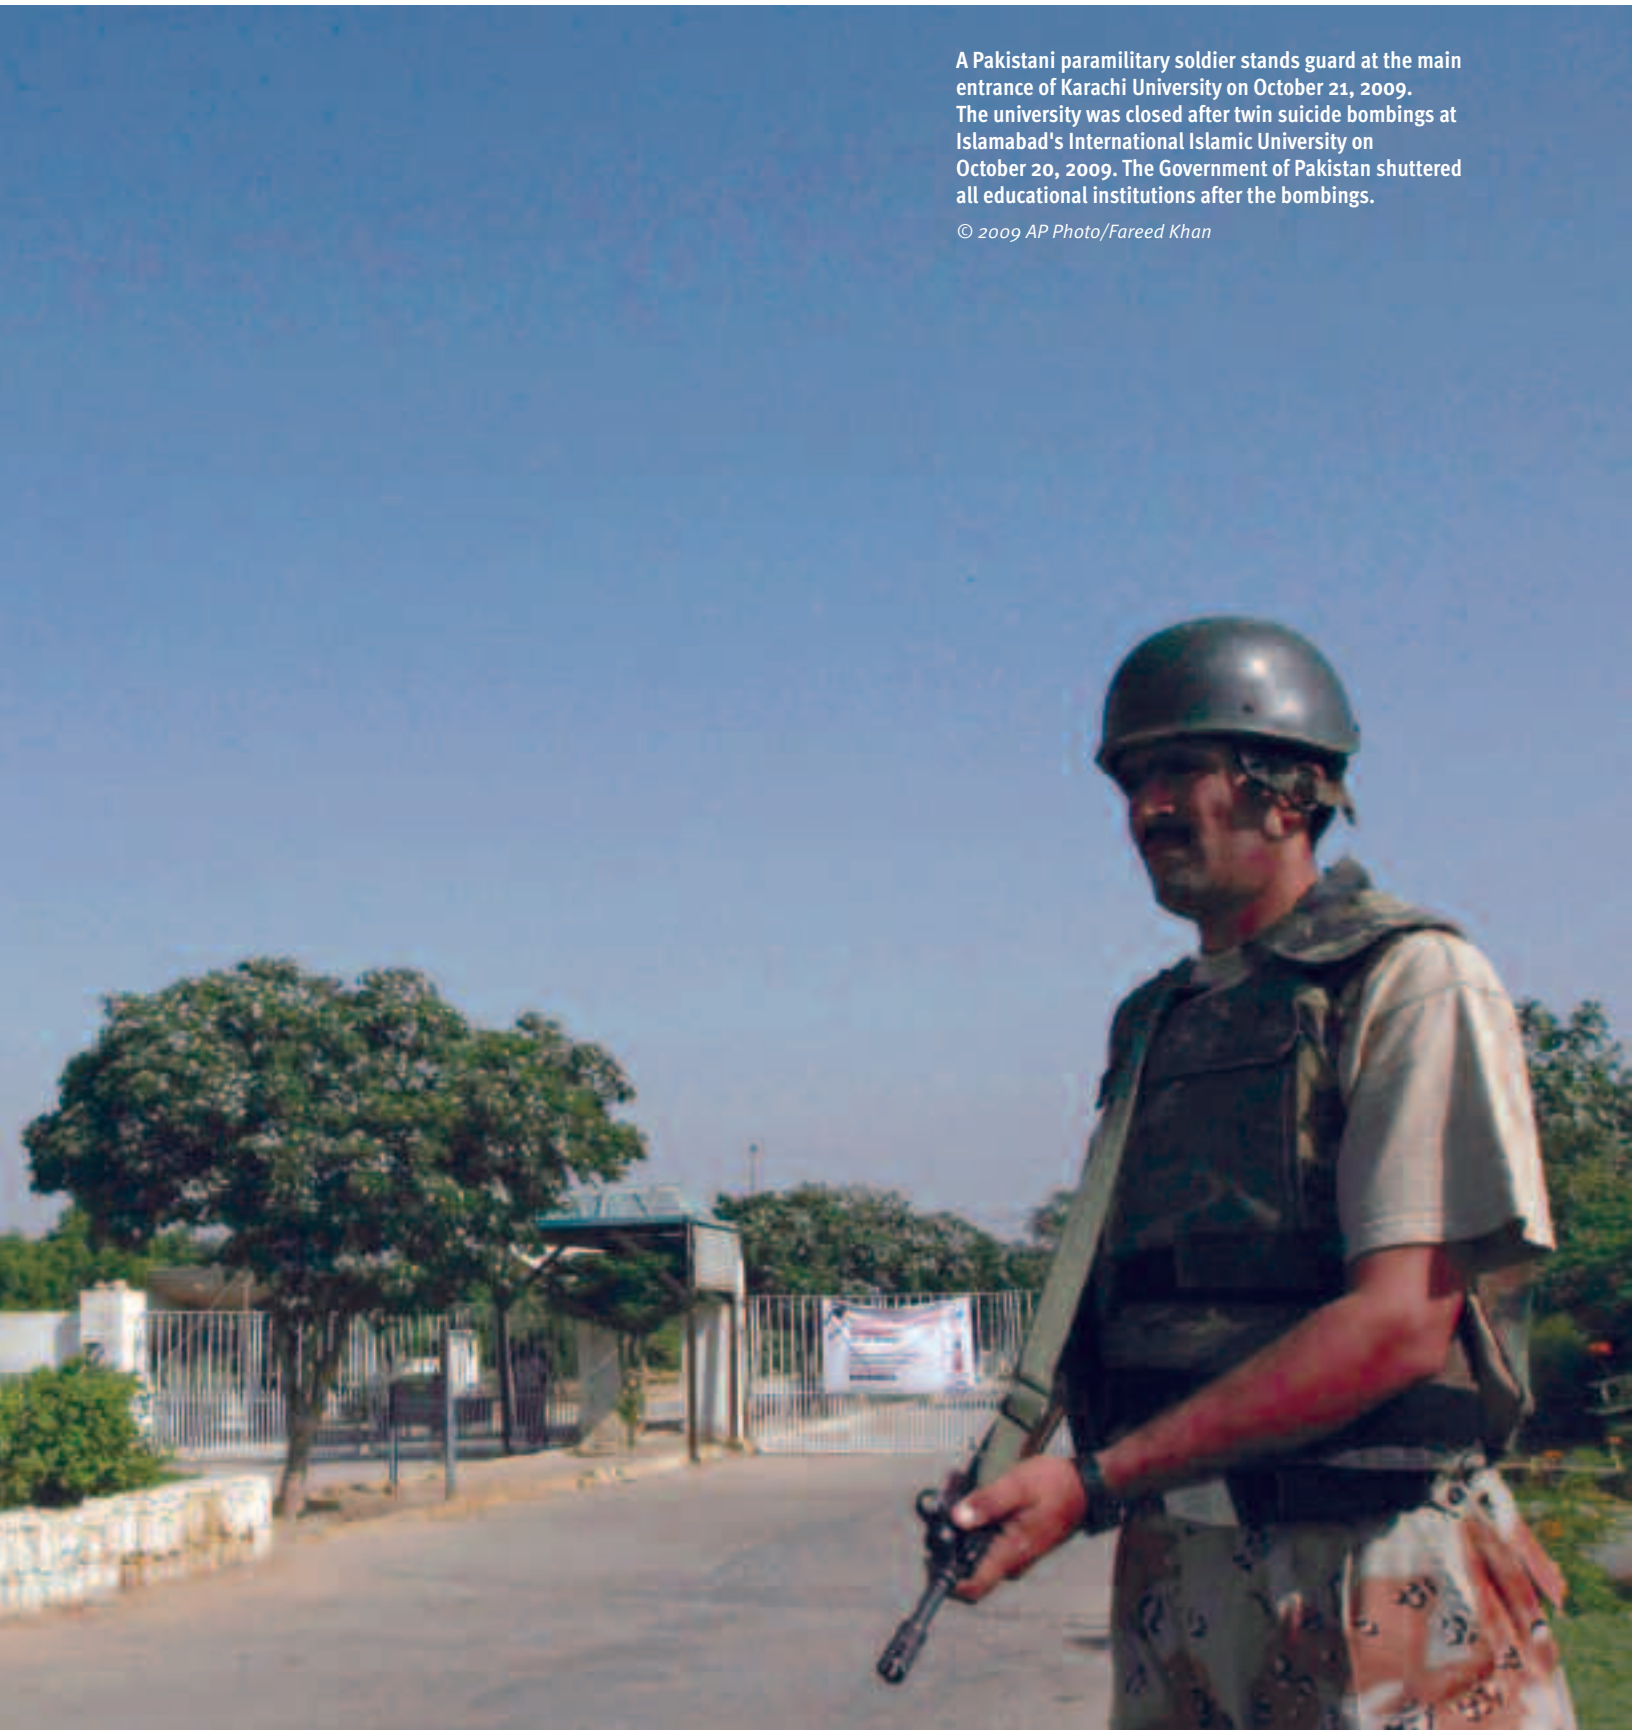 A Pakistani paramilitary soldier stands guard at the main
entrance of Karachi University on October 21, 2009.
The university was closed after twin suicide bombings at
Islamabad's International Islamic University on
October 20, 2009. The Government of Pakistan shuttered
all educational institutions after the bombings.
© 2009 AP Photo/Fareed Khan